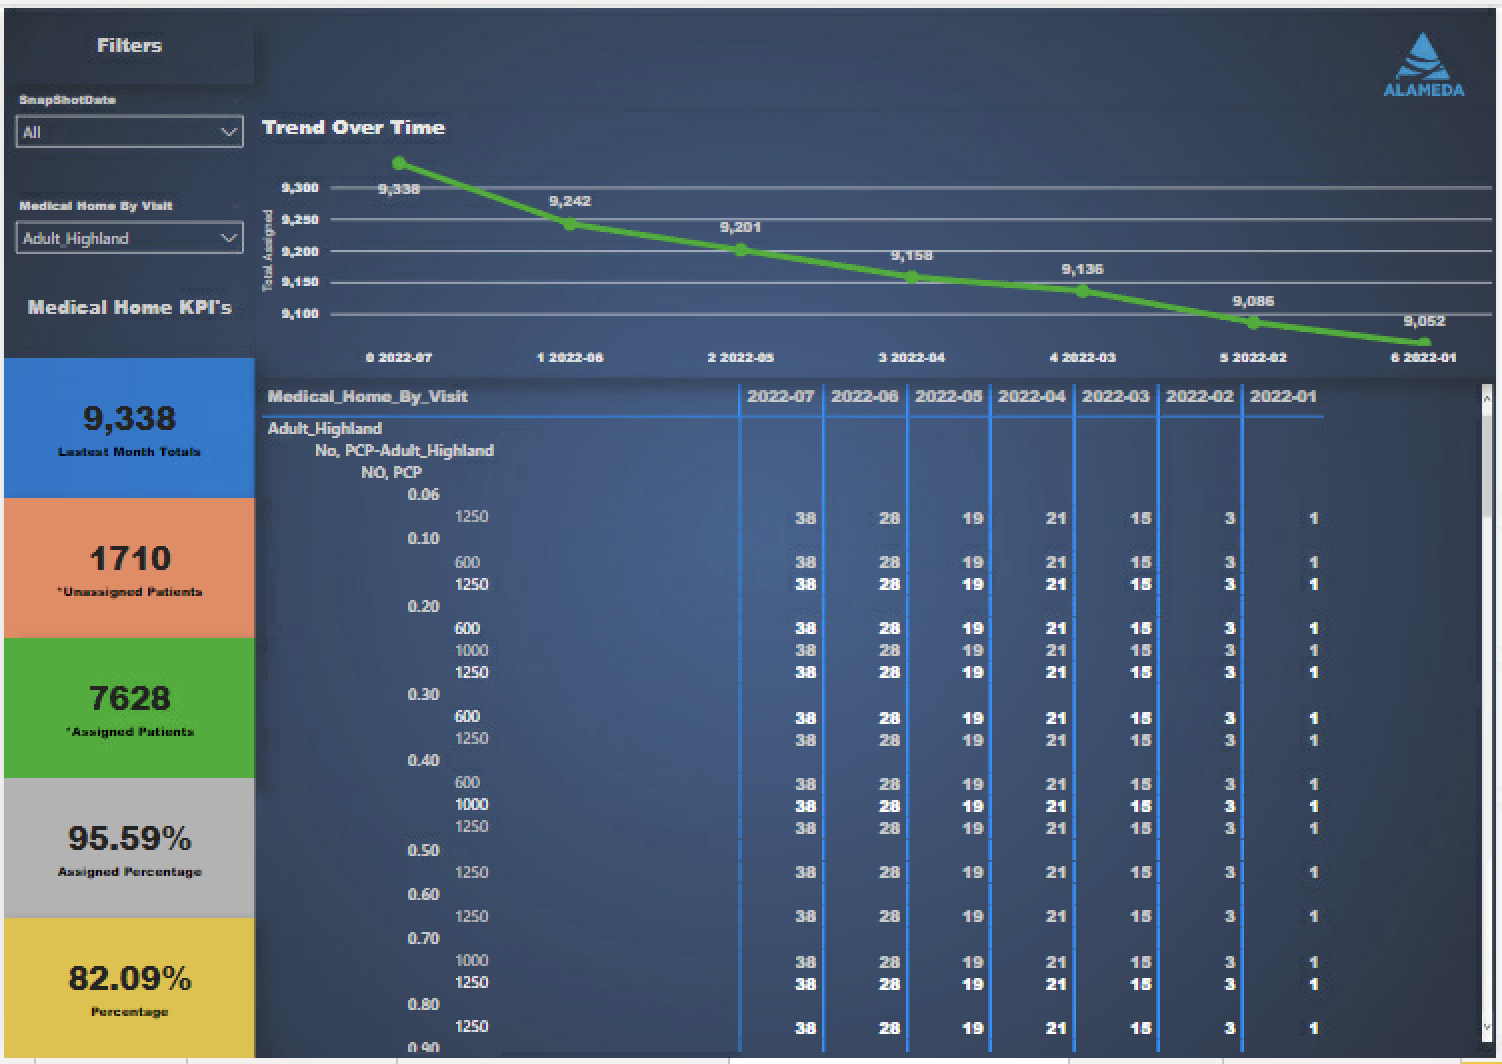 Filters
ALAMEDA
SnapShotDate
All
Medical Home By Visit
Adult_Highland
Medical Home KPI's
9,338
Lastest Month Totals
1710
*Unassigned Patients
7628
*Assigned Patients
95.59%
Assigned Percentage
82.09%
Percentage
Trend Over Time
Total Assigned
9,300
9,250
9,200
9,150
9,100
9,338
9,242
9,201
9,158
9,136
9,086
9,052
0 2022-07 1 2022-06 2 2022-05 3 2022-04 4 2022-03 5 2022-02 6 2022-01
Medical_Home_By_Visit 2022-07 2022-06 2022-05 2022-04 2022-03 2022-02 2022-01
Adult_Highland
No, PCP-Adult_Highland
NO, PCP
0.06
1250 38 28 19 21 15 3 1
0.10
600 38 28 19 21 15 3 1
1250 38 28 19 21 15 3 1
0.20
600 38 28 19 21 15 3 1
1000 38 28 19 21 15 3 1
1250 38 28 19 21 15 3 1
0.30
600 38 28 19 21 15 3 1
1250 38 28 19 21 15 3 1
0.40
600 38 28 19 21 15 3 1
1000 38 28 19 21 15 3 1
1250 38 28 19 21 15 3 1
0.50
1250 38 28 19 21 15 3 1
0.60
1250 38 28 19 21 15 3 1
0.70
1000 38 28 19 21 15 3 1
1250 38 28 19 21 15 3 1
0.80
1250 38 28 19 21 15 3 1
0.90